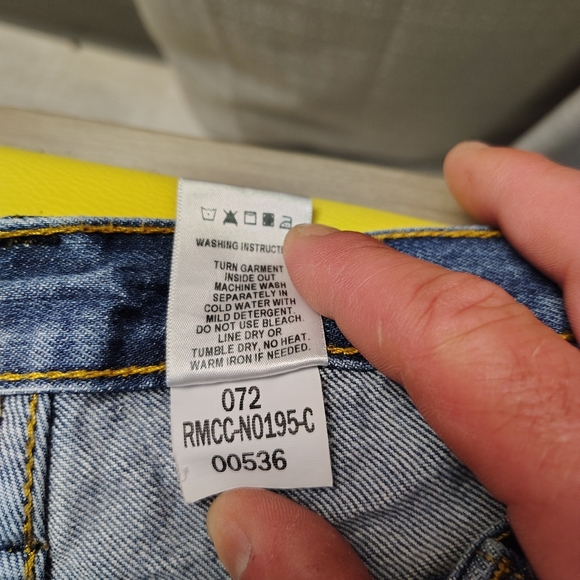 WASHING
TURN GARMENT
INSIDE OUT
MACHINE WASH
SEPARATELY IN
COLD WATER WITH
MILD DETERGENT.
DO NOT USE BLEACH.
LINE DRY OR
TUMBLE DRY, NO HEAT.
WARM IRON IF NEEDED.
072
RMCC-N0195-C
00536